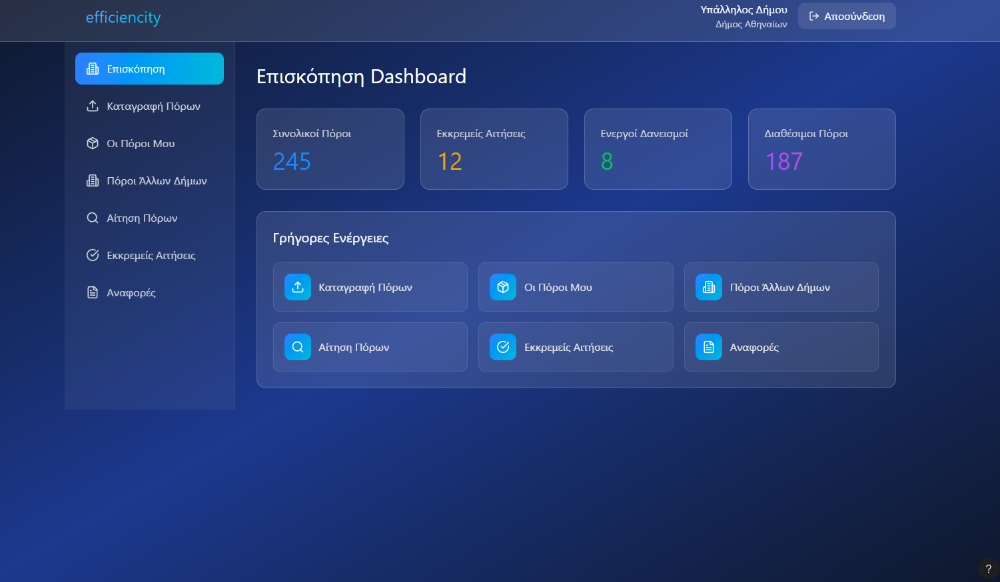 efficiencity
Υπάλληλος Δήμου
Δήμος Αθηναίων
Αποσύνδεση
Επισκόπηση
Καταγραφή Πόρων
Οι Πόροι Μου
Πόροι Άλλων Δήμων
Αίτηση Πόρων
Εκκρεμείς Αιτήσεις
Αναφορές
Επισκόπηση Dashboard
Συνολικοί Πόροι
245
Εκκρεμείς Αιτήσεις
12
Ενεργοί Δανεισμοί
8
Διαθέσιμοι Πόροι
187
Γρήγορες Ενέργειες
Καταγραφή Πόρων
Οι Πόροι Μου
Πόροι Άλλων Δήμων
Αίτηση Πόρων
Εκκρεμείς Αιτήσεις
Αναφορές
?